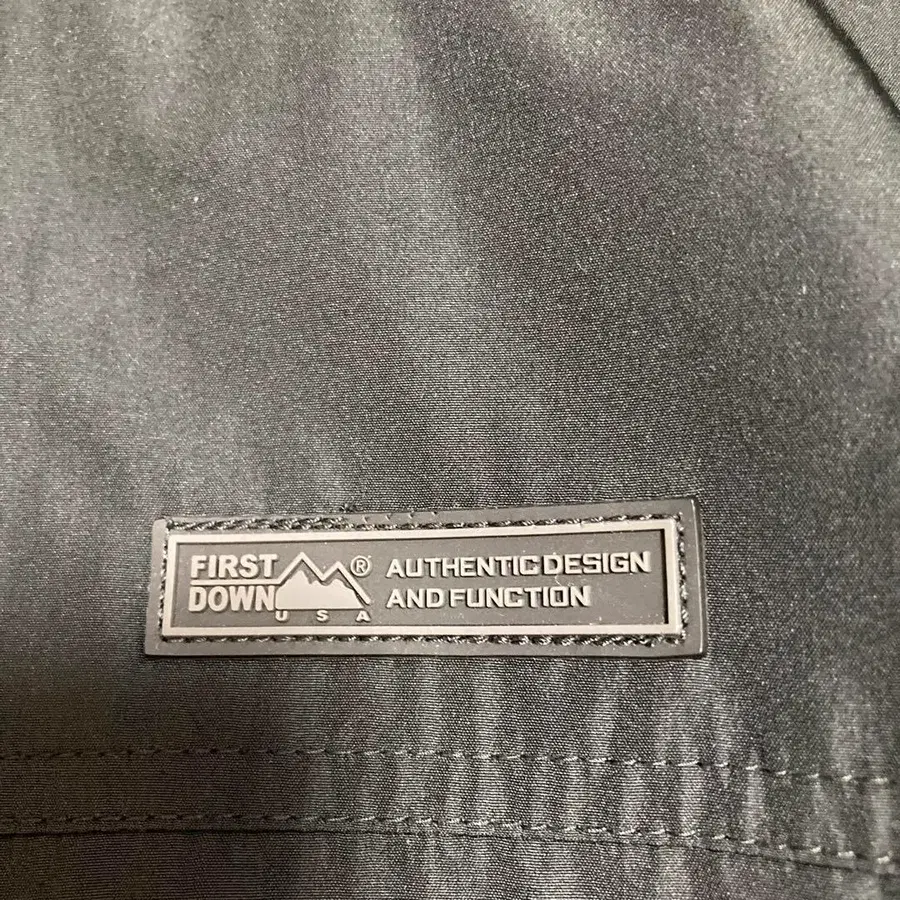 FIRST
DOWN
USA
®
AUTHENTIC DESIGN
AND FUNCTION